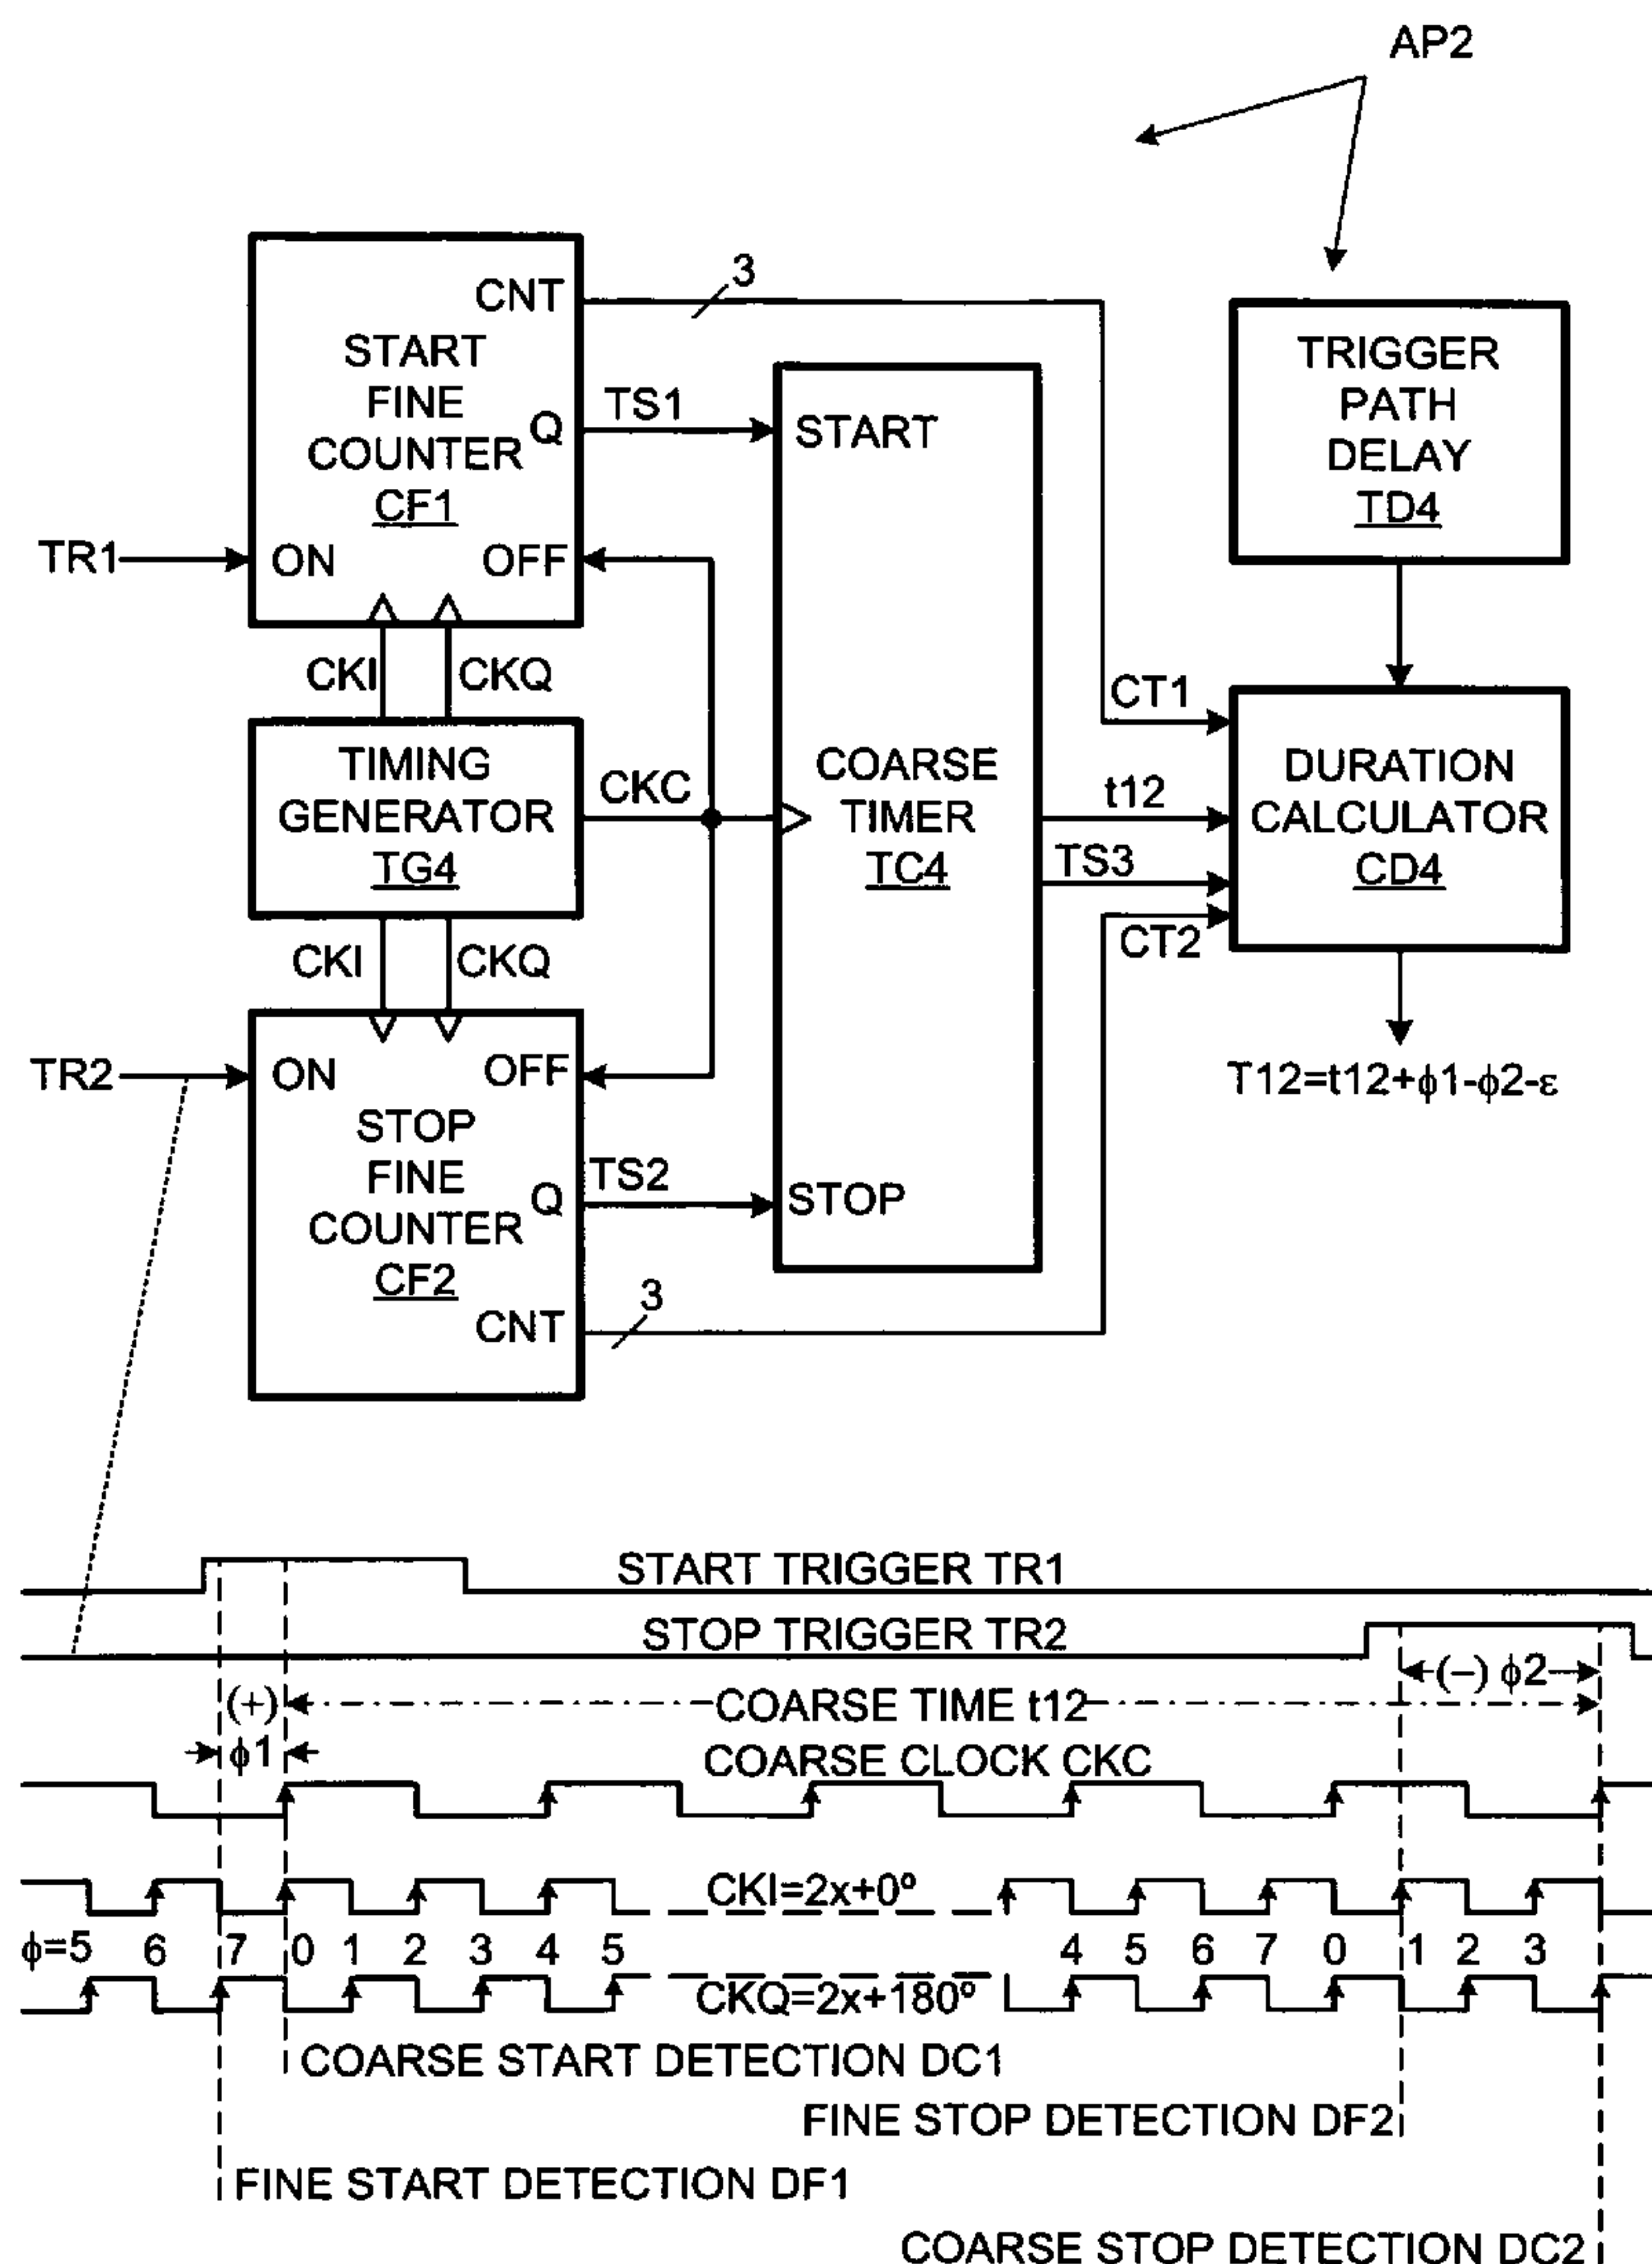 AP2
CNT
3
START
FINE
COUNTER
CF1
Q
TS1
TR1
ON
OFF
START
TRIGGER
PATH
DELAY
TD4
CKI
CKQ
TIMING
GENERATOR
TG4
CKC
COARSE
TIMER
TC4
CT1
t12
TS3
CT2
DURATION
CALCULATOR
CD4
CKI
CKQ
TR2
ON
OFF
STOP
FINE
COUNTER
CF2
Q
TS2
STOP
CNT
3
T12=t12+ϕ1-ϕ2-ε
START TRIGGER TR1
STOP TRIGGER TR2
(–) ϕ2
(+)
COARSE TIME t12
ϕ1
COARSE CLOCK CKC
CKI=2x+0º
ϕ=5 6 7 0 1 2 3 4 5 4 5 6 7 0 1 2 3
CKQ=2x+180º
COARSE START DETECTION DC1
FINE STOP DETECTION DF2
FINE START DETECTION DF1
COARSE STOP DETECTION DC2